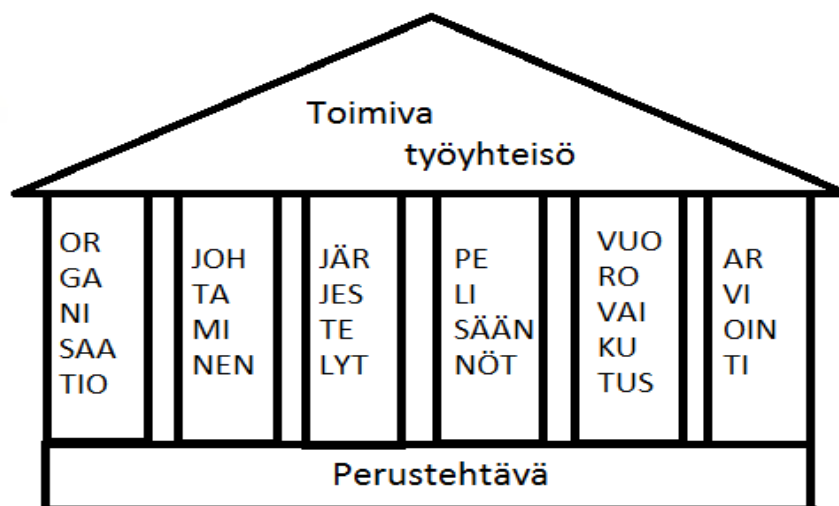 Toimiva
työyhteisö
OR
GA
NI
SAA
TIO
JOH
TA
MI
NEN
JÄR
JES
TE
LYT
PE
LI
SÄÄN
NÖT
VUO
RO
VAI
KU
TUS
AR
VI
OIN
TI
Perustehtävä